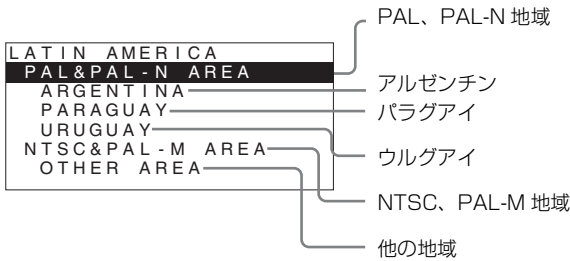 LATIN AMERICA
PAL&PAL-N AREA
ARGENTINA
PARAGUAY
URUGUAY
NTSC&PAL-M AREA
OTHER AREA
PAL、PAL-N 地域
アルゼンチン
パラグアイ
ウルグアイ
NTSC、PAL-M 地域
他の地域